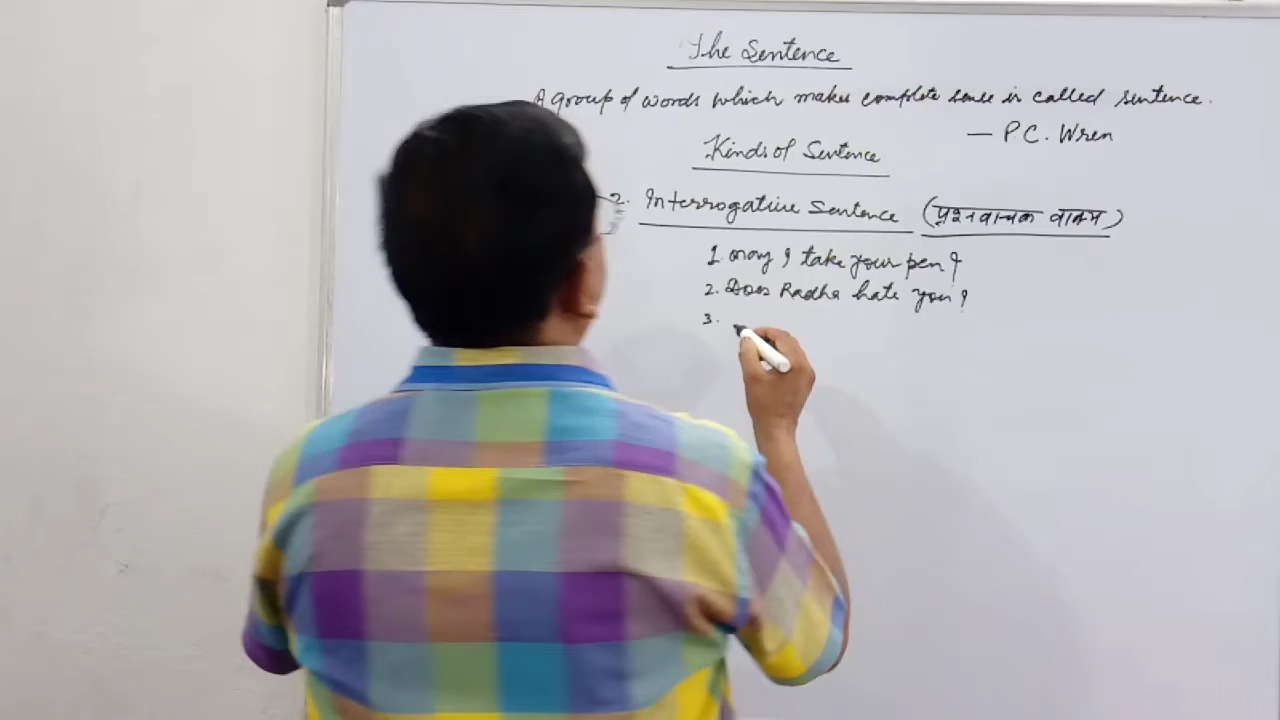 The Sentence
A group of words which makes complete sense is called sentence.
— P.C. Wren
Kinds of Sentence
2. Interrogative Sentence (प्रश्नवाचक वाक्य)
1. may I take your pen?
2. Does Radha hate you?
3.